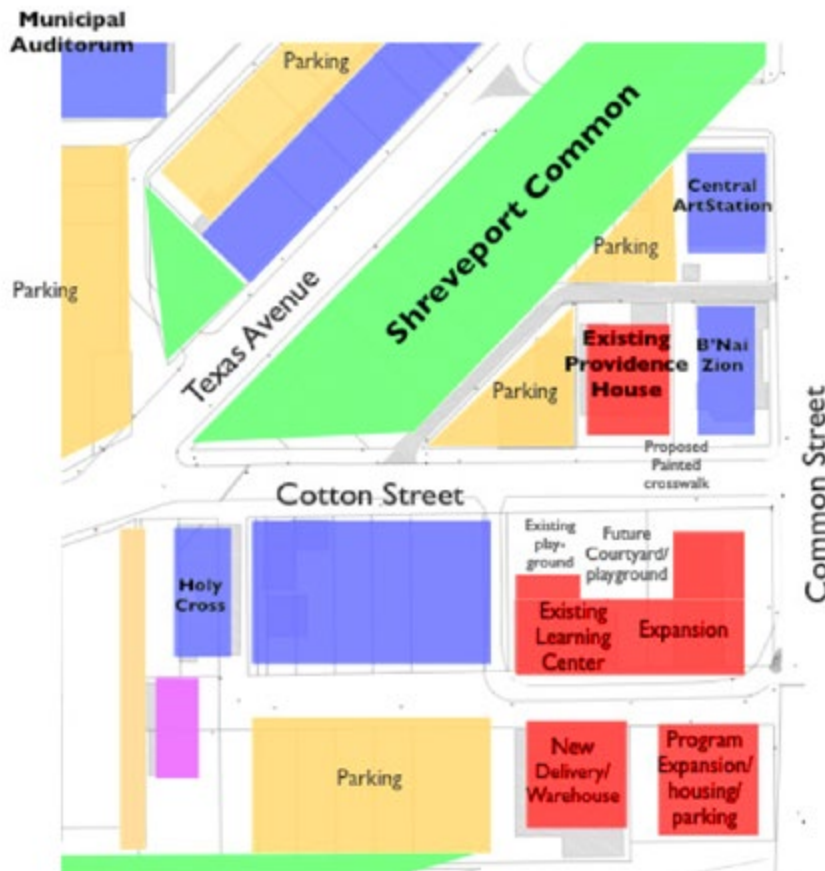 Municipal
Auditorum
Parking
Shreveport Common
Central
ArtStation
Parking
Parking
Texas Avenue
Existing
Providence
House
B'Nai
Zion
Parking
Proposed
Painted
crosswalk
Common Street
Cotton Street
Existing
play-
ground
Future
Courtyard/
playground
Holy
Cross
Existing
Learning
Center
Expansion
New
Delivery/
Warehouse
Program
Expansion/
housing/
parking
Parking